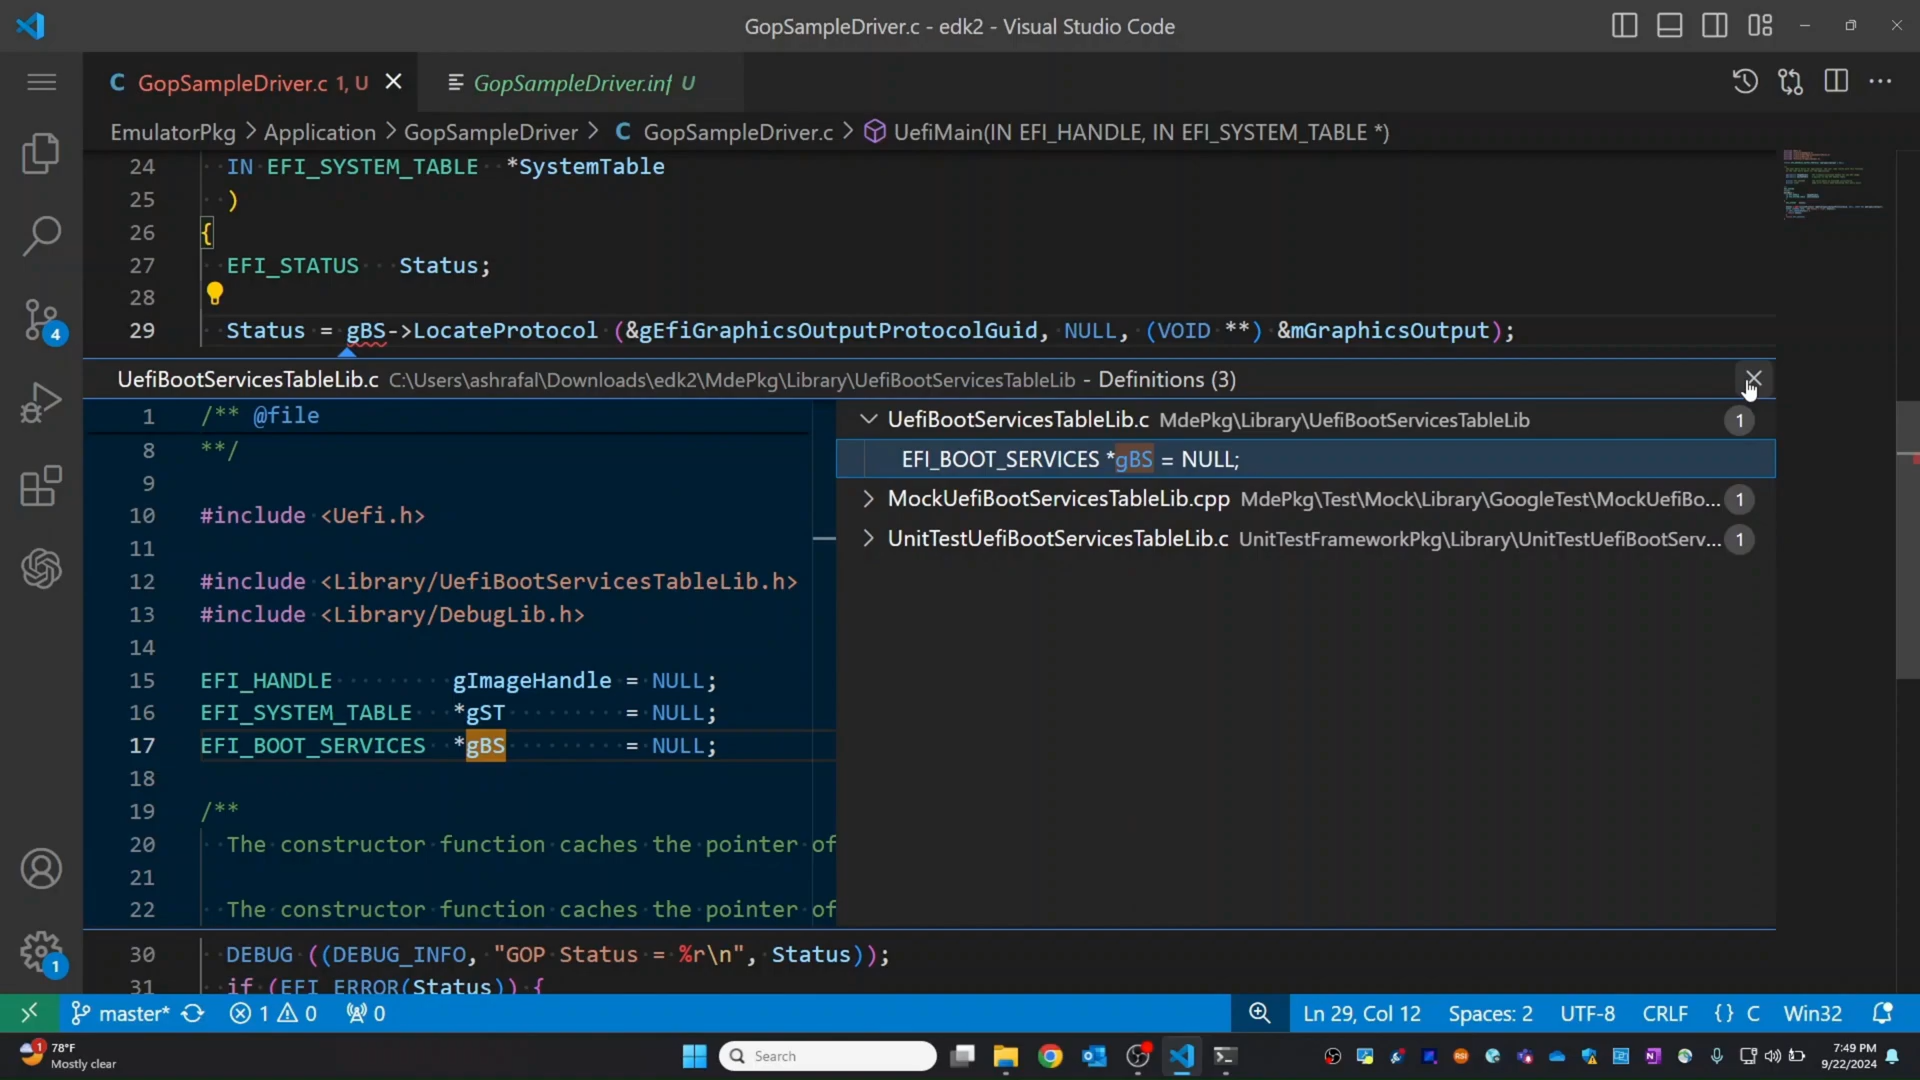 GopSampleDriver.c - edk2 - Visual Studio Code
C GopSampleDriver.c 1, U
GopSampleDriver.inf U
EmulatorPkg > Application > GopSampleDriver > C GopSampleDriver.c > UefiMain(IN EFI_HANDLE, IN EFI_SYSTEM_TABLE *)
24 IN EFI_SYSTEM_TABLE *SystemTable
25 )
26 {
27 EFI_STATUS Status;
28
29 Status = gBS->LocateProtocol (&gEfiGraphicsOutputProtocolGuid, NULL, (VOID **) &mGraphicsOutput);
UefiBootServicesTableLib.c C:\Users\ashrafal\Downloads\edk2\MdePkg\Library\UefiBootServicesTableLib - Definitions (3)
1 /** @file
8 **/
9
10 #include <Uefi.h>
11
12 #include <Library/UefiBootServicesTableLib.h>
13 #include <Library/DebugLib.h>
14
15 EFI_HANDLE gImageHandle = NULL;
16 EFI_SYSTEM_TABLE *gST = NULL;
17 EFI_BOOT_SERVICES *gBS = NULL;
18
19 /**
20 The constructor function caches the pointer of
21
22 The constructor function caches the pointer of
UefiBootServicesTableLib.c MdePkg\Library\UefiBootServicesTableLib 1
EFI_BOOT_SERVICES *gBS = NULL;
MockUefiBootServicesTableLib.cpp MdePkg\Test\Mock\Library\GoogleTest\MockUefiBo... 1
UnitTestUefiBootServicesTableLib.c UnitTestFrameworkPkg\Library\UnitTestUefiBootServ... 1
30 DEBUG ((DEBUG_INFO, "GOP Status = %r\n", Status));
31 if (EFI_ERROR(Status)) {
4
1
master* 1 0 0
Ln 29, Col 12 Spaces: 2 UTF-8 CRLF {} C Win32
1
78°F
Mostly clear
Search
7:49 PM
9/22/2024